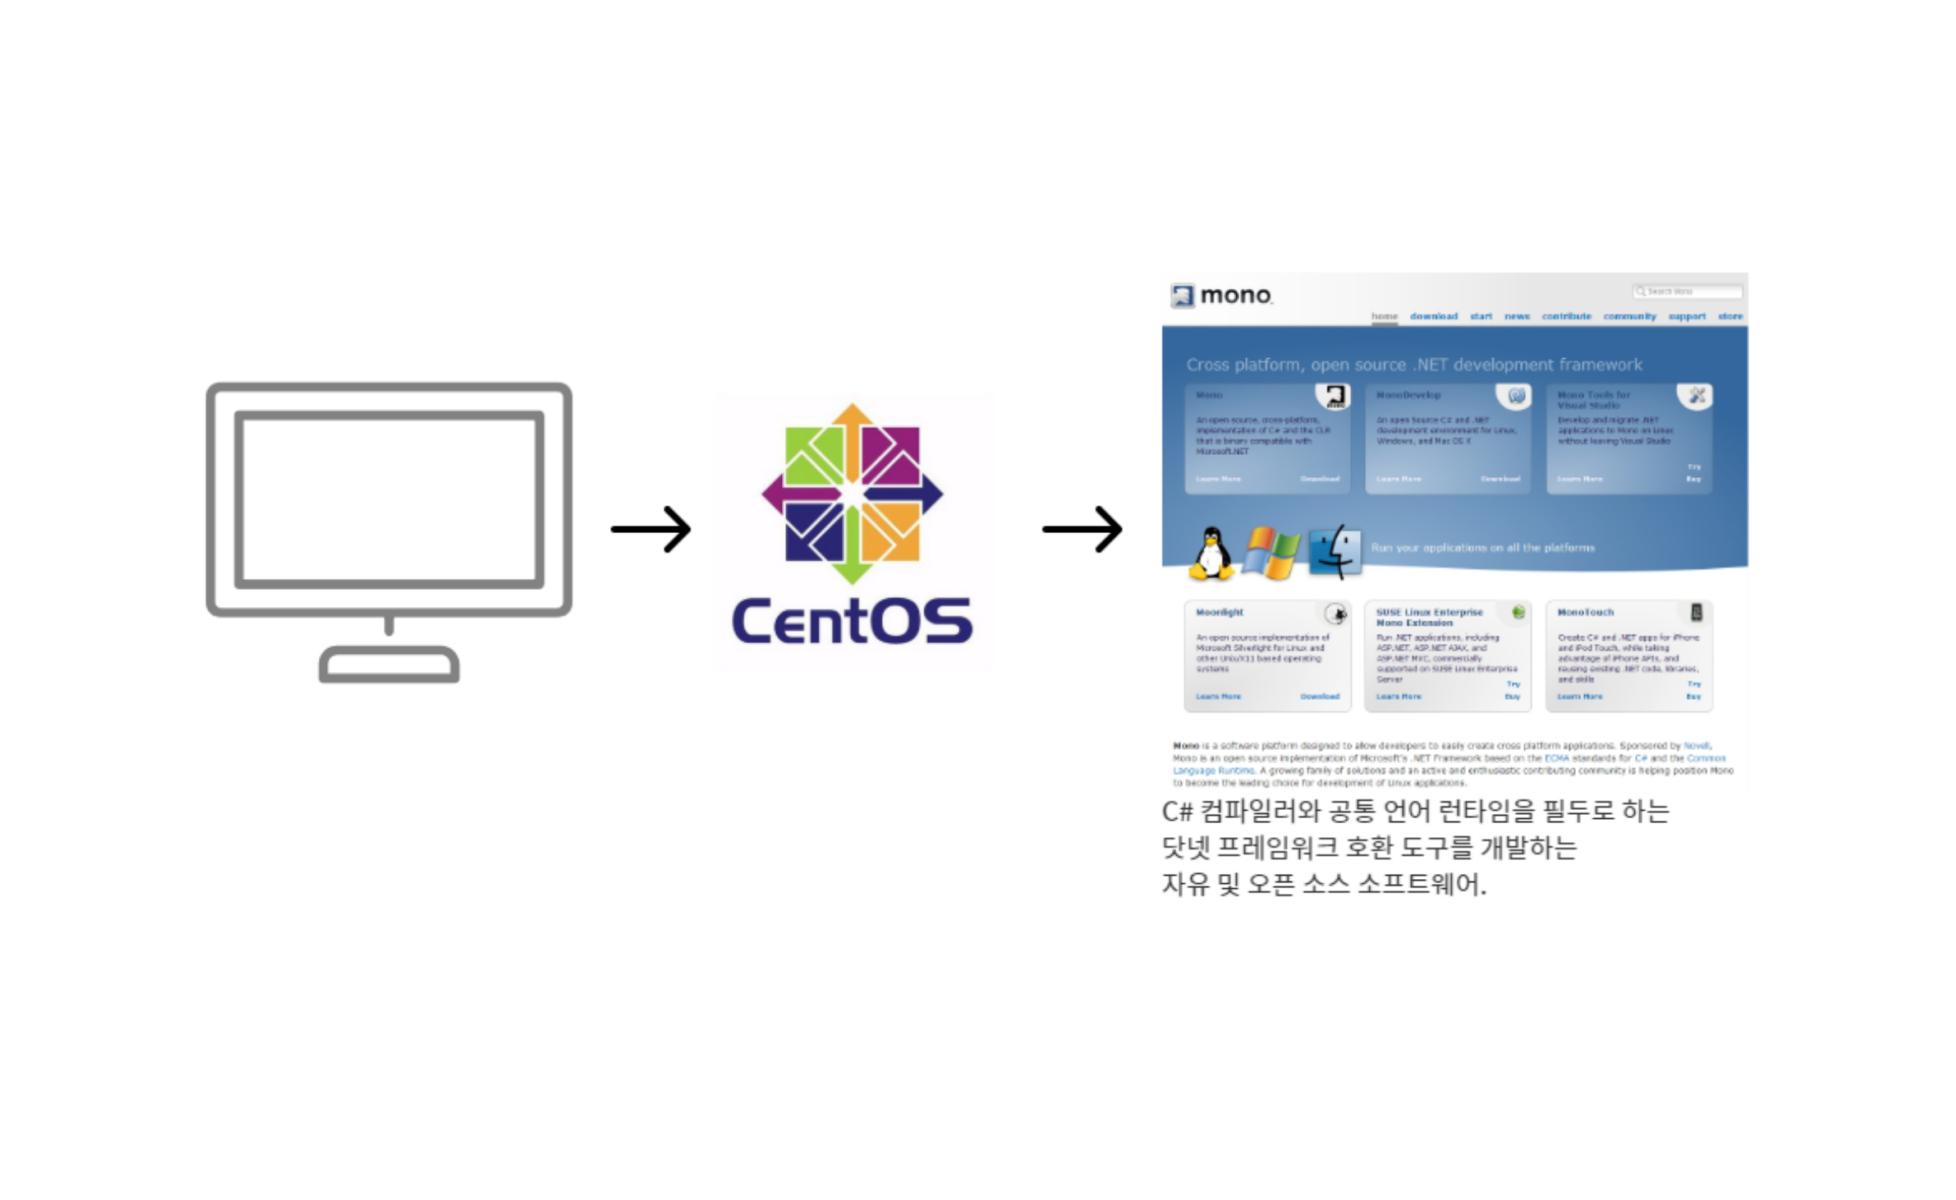 CentOS
mono
Search Mono
home download start news contribute community support store
Cross platform, open source .NET development framework
Mono
An open source, cross-platform,
implementation of C# and the CLR
that is binary compatible with
Microsoft.NET
Learn More Download
MonoDevelop
An open Source C# and .NET
development environment for Linux,
Windows, and Mac OS X
Learn More Download
Mono Tools for
Visual Studio
Develop and migrate .NET
applications to Mono on Linux
without leaving Visual Studio
Try
Learn More Buy
Run your applications on all the platforms
Moonlight
An open source implementation of
Microsoft Silverlight for Linux and
other Unix/X11 based operating
systems
Learn More Download
SUSE Linux Enterprise
Mono Extension
Run .NET applications, including
ASP.NET, ASP.NET AJAX, and
ASP.NET MVC, commercially
supported on SUSE Linux Enterprise
Server
Try
Learn More Buy
MonoTouch
Create C# and .NET apps for iPhone
and iPod Touch, while taking
advantage of iPhone APIs, and
reusing existing .NET code, libraries,
and skills
Try
Learn More Buy
Mono is a software platform designed to allow developers to easily create cross platform applications. Sponsored by Novell,
Mono is an open source implementation of Microsoft's .NET Framework based on the ECMA standards for C# and the Common
Language Runtime. A growing family of solutions and an active and enthusiastic contributing community is helping position Mono
to become the leading choice for development of Linux applications.
C# 컴파일러와 공통 언어 런타임을 필두로 하는
닷넷 프레임워크 호환 도구를 개발하는
자유 및 오픈 소스 소프트웨어.